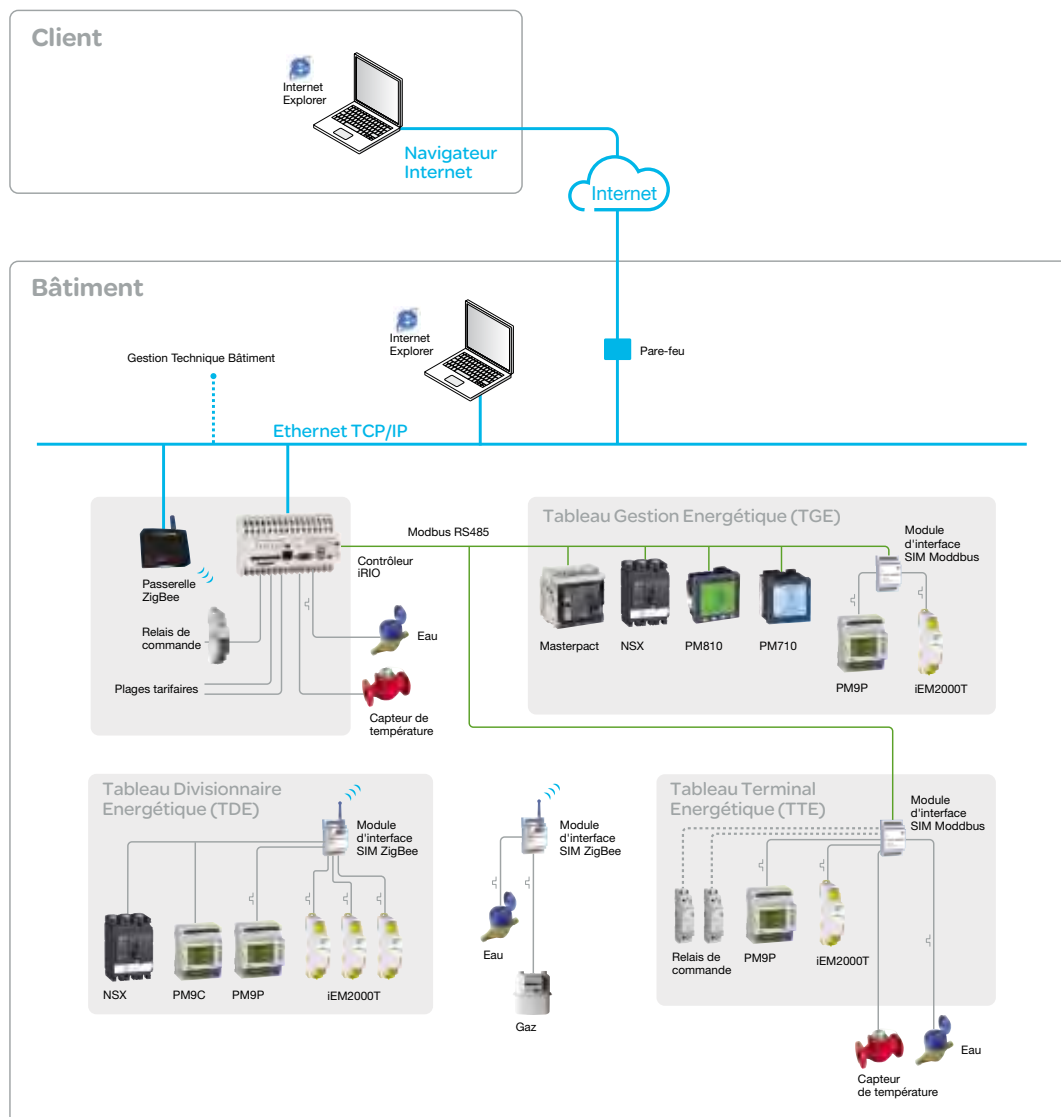 Client
Internet
Explorer
Navigateur
Internet
Internet
Bâtiment
Internet
Explorer
Pare-feu
Gestion Technique Bâtiment
Ethernet TCP/IP
Passerelle
ZigBee
Contrôleur
iRIO
Modbus RS485
Relais de
commande
Eau
Plages tarifaires
Capteur de
température
Tableau Gestion Energétique (TGE)
Module
d'interface
SIM Moddbus
Masterpact
NSX
PM810
PM710
PM9P
iEM2000T
Tableau Divisionnaire
Energétique (TDE)
Module
d'interface
SIM ZigBee
NSX
PM9C
PM9P
iEM2000T
Module
d'interface
SIM ZigBee
Eau
Gaz
Tableau Terminal
Energétique (TTE)
Module
d'interface
SIM Moddbus
Relais de
commande
PM9P
iEM2000T
Capteur
de température
Eau